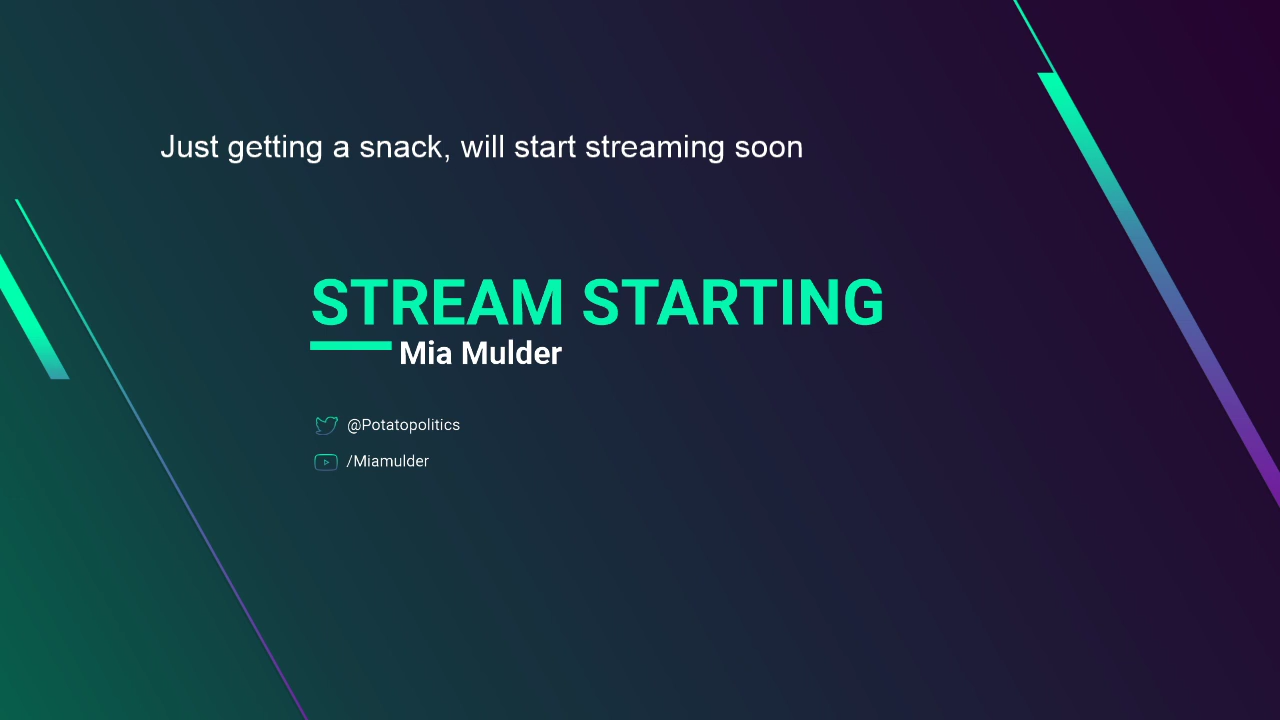 Just getting a snack, will start streaming soon
STREAM STARTING
Mia Mulder
@Potatopolitics
/Miamulder